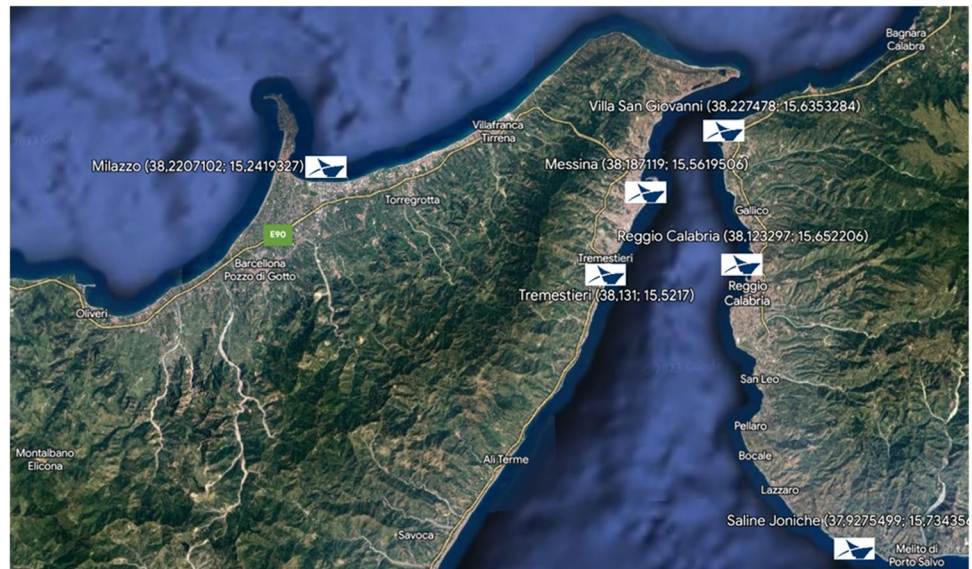 Bagnara
Calabra
Villa San Giovanni (38,227478; 15,6353284)
Villafranca
Tirrena
Milazzo (38,2207102; 15,2419327)
Messina (38,187119; 15,5619506)
Torregrotta
Gallico
E90
Reggio Calabria (38,123297; 15,652206)
Barcellona
Pozzo di Gotto
Tremestieri
Reggio
Calabria
Tremestieri (38,131; 15,5217)
Oliveri
San Leo
Pellaro
Montalbano
Elicona
Alì Terme
Bocale
Lazzaro
Saline Joniche (37,9275499; 15,734356
Savoca
Melito di
Porto Salvo